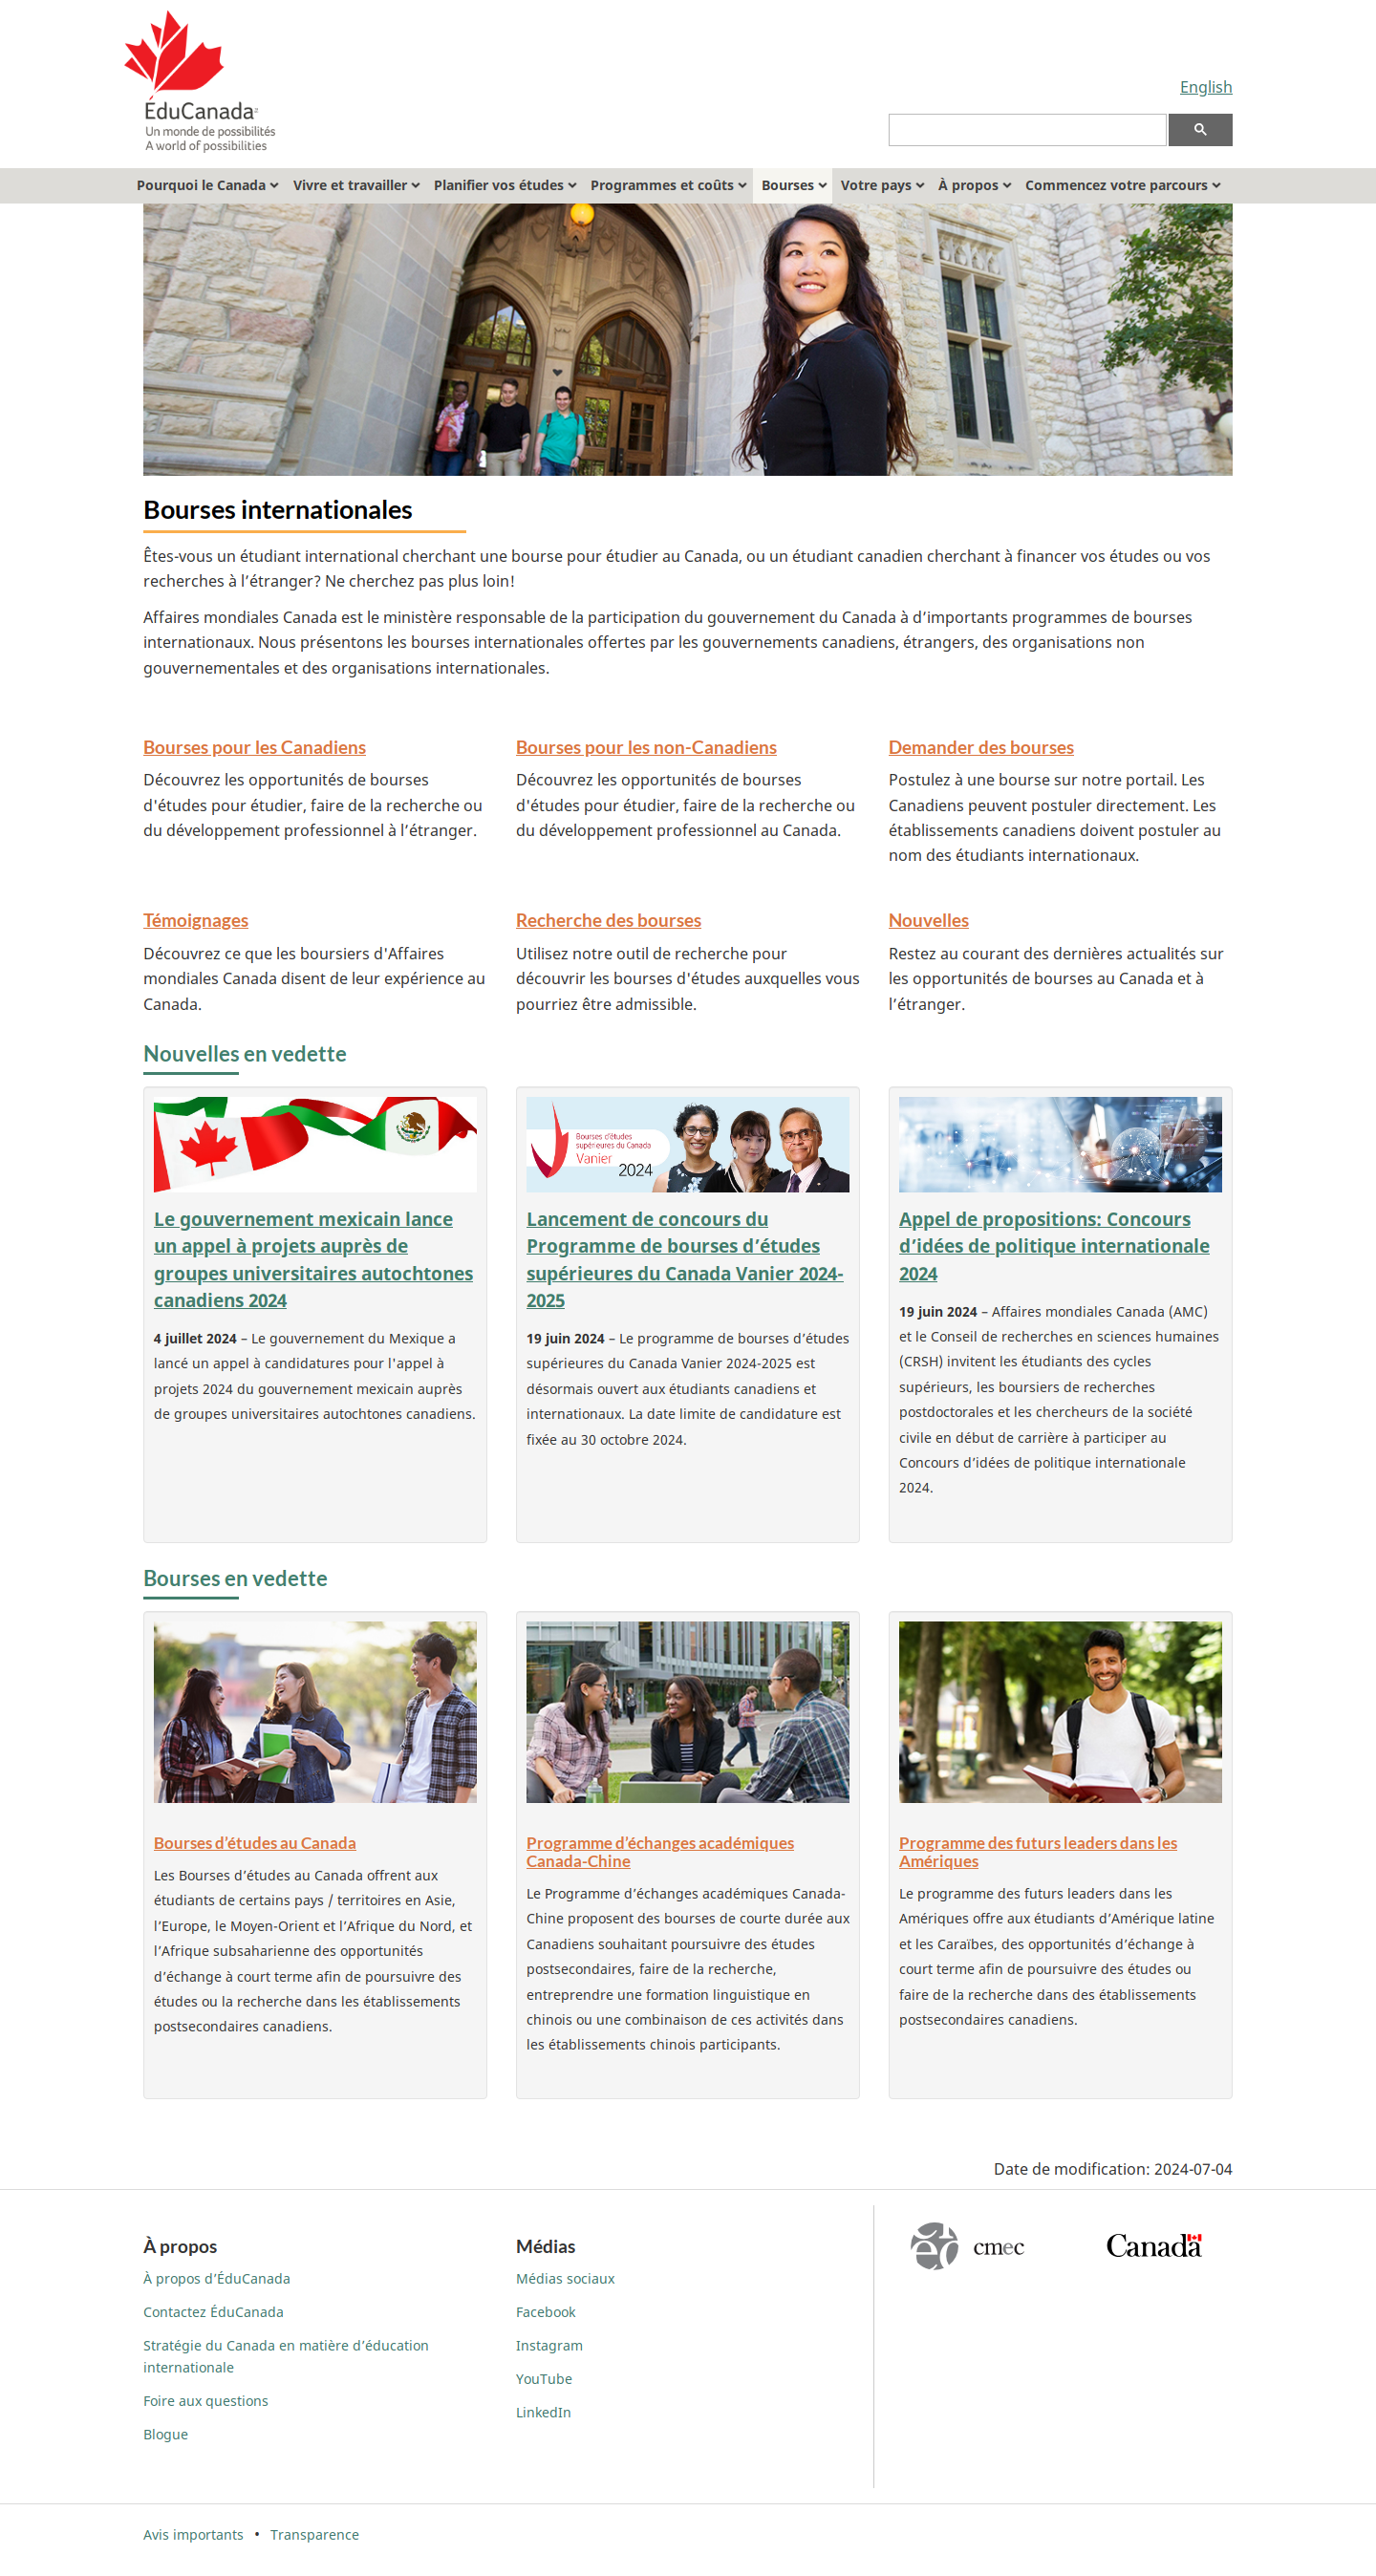 ÉduCanada
Un monde de possibilités
A world of possibilities
English
Pourquoi le Canada Vivre et travailler Planifier vos études Programmes et coûts Bourses Votre pays À propos Commencez votre parcours
Bourses internationales
Êtes-vous un étudiant international cherchant une bourse pour étudier au Canada, ou un étudiant canadien cherchant à financer vos études ou vos
recherches à l’étranger? Ne cherchez pas plus loin!
Affaires mondiales Canada est le ministère responsable de la participation du gouvernement du Canada à d’importants programmes de bourses
internationaux. Nous présentons les bourses internationales offertes par les gouvernements canadiens, étrangers, des organisations non
gouvernementales et des organisations internationales.
Bourses pour les Canadiens
Découvrez les opportunités de bourses
d'études pour étudier, faire de la recherche ou
du développement professionnel à l’étranger.
Bourses pour les non-Canadiens
Découvrez les opportunités de bourses
d'études pour étudier, faire de la recherche ou
du développement professionnel au Canada.
Demander des bourses
Postulez à une bourse sur notre portail. Les
Canadiens peuvent postuler directement. Les
établissements canadiens doivent postuler au
nom des étudiants internationaux.
Témoignages
Découvrez ce que les boursiers d'Affaires
mondiales Canada disent de leur expérience au
Canada.
Recherche des bourses
Utilisez notre outil de recherche pour
découvrir les bourses d'études auxquelles vous
pourriez être admissible.
Nouvelles
Restez au courant des dernières actualités sur
les opportunités de bourses au Canada et à
l’étranger.
Nouvelles en vedette
Le gouvernement mexicain lance
un appel à projets auprès de
groupes universitaires autochtones
canadiens 2024
4 juillet 2024 – Le gouvernement du Mexique a
lancé un appel à candidatures pour l'appel à
projets 2024 du gouvernement mexicain auprès
de groupes universitaires autochtones canadiens.
Bourses d'études
supérieures du Canada
Vanier
2024
Lancement de concours du
Programme de bourses d’études
supérieures du Canada Vanier 2024-
2025
19 juin 2024 – Le programme de bourses d’études
supérieures du Canada Vanier 2024-2025 est
désormais ouvert aux étudiants canadiens et
internationaux. La date limite de candidature est
fixée au 30 octobre 2024.
Appel de propositions: Concours
d’idées de politique internationale
2024
19 juin 2024 – Affaires mondiales Canada (AMC)
et le Conseil de recherches en sciences humaines
(CRSH) invitent les étudiants des cycles
supérieurs, les boursiers de recherches
postdoctorales et les chercheurs de la société
civile en début de carrière à participer au
Concours d’idées de politique internationale
2024.
Bourses en vedette
Bourses d’études au Canada
Les Bourses d’études au Canada offrent aux
étudiants de certains pays / territoires en Asie,
l’Europe, le Moyen-Orient et l’Afrique du Nord, et
l’Afrique subsaharienne des opportunités
d’échange à court terme afin de poursuivre des
études ou la recherche dans les établissements
postsecondaires canadiens.
Programme d’échanges académiques
Canada-Chine
Le Programme d’échanges académiques Canada-
Chine proposent des bourses de courte durée aux
Canadiens souhaitant poursuivre des études
postsecondaires, faire de la recherche,
entreprendre une formation linguistique en
chinois ou une combinaison de ces activités dans
les établissements chinois participants.
Programme des futurs leaders dans les
Amériques
Le programme des futurs leaders dans les
Amériques offre aux étudiants d’Amérique latine
et les Caraïbes, des opportunités d’échange à
court terme afin de poursuivre des études ou
faire de la recherche dans des établissements
postsecondaires canadiens.
Date de modification: 2024-07-04
À propos
À propos d’ÉduCanada
Contactez ÉduCanada
Stratégie du Canada en matière d’éducation
internationale
Foire aux questions
Blogue
Médias
Médias sociaux
Facebook
Instagram
YouTube
LinkedIn
cmec
Canada
Avis importants • Transparence